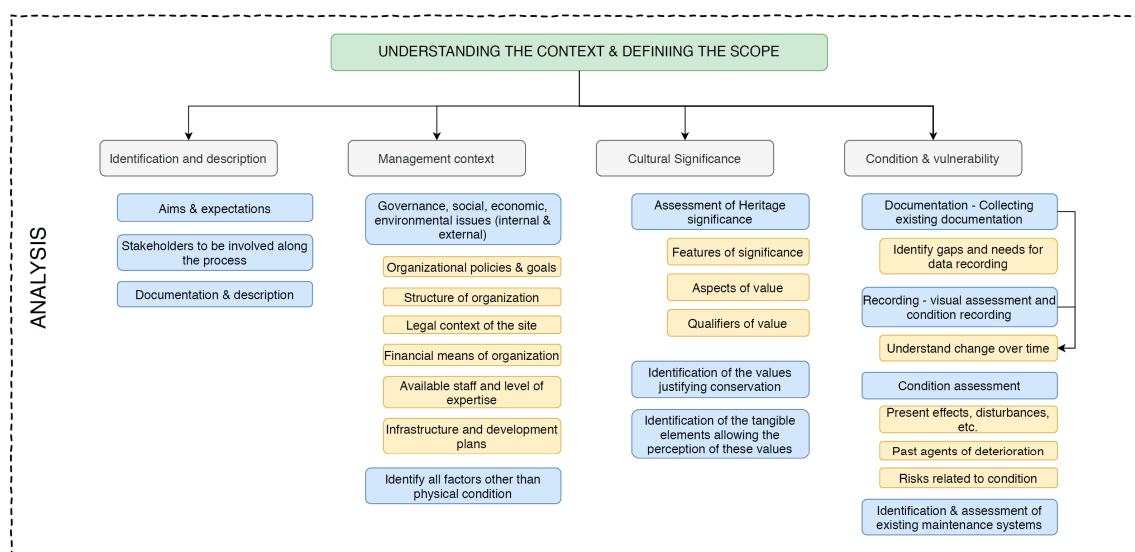 UNDERSTANDING THE CONTEXT & DEFINIING THE SCOPE
ANALYSIS
Identification and description
Aims & expectations
Stakeholders to be involved along
the process
Documentation & description
Management context
Governance, social, economic,
environmental issues (internal &
external)
Organizational policies & goals
Structure of organization
Legal context of the site
Financial means of organization
Available staff and level of
expertise
Infrastructure and development
plans
Identify all factors other than
physical condition
Cultural Significance
Assessment of Heritage
significance
Features of significance
Aspects of value
Qualifiers of value
Identification of the values
justifying conservation
Identification of the tangible
elements allowing the
perception of these values
Condition & vulnerability
Documentation - Collecting
existing documentation
Identify gaps and needs for
data recording
Recording - visual assessment and
condition recording
Understand change over time
Condition assessment
Present effects, disturbances,
etc.
Past agents of deterioration
Risks related to condition
Identification & assessment of
existing maintenance systems